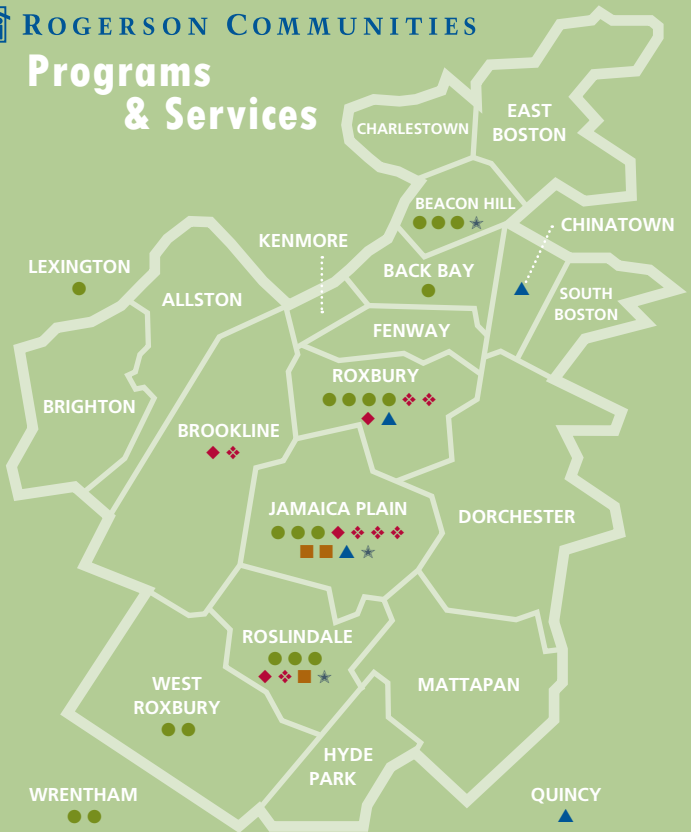 ROGERSON COMMUNITIES
Programs
& Services
CHARLESTOWN
EAST
BOSTON
BEACON HILL
CHINATOWN
KENMORE
LEXINGTON
BACK BAY
ALLSTON
SOUTH
BOSTON
FENWAY
ROXBURY
BRIGHTON
BROOKLINE
JAMAICA PLAIN
DORCHESTER
ROSLINDALE
WEST
ROXBURY
MATTAPAN
HYDE
PARK
WRENTHAM
QUINCY